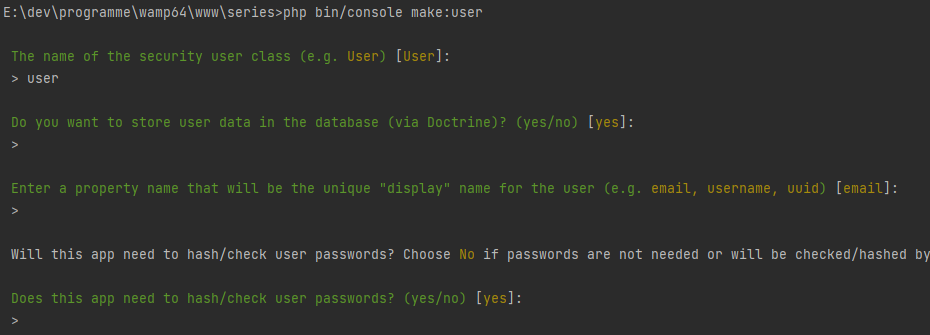 E:\dev\programme\wamp64\www\series>php bin/console make:user
The name of the security user class (e.g. User) [User]:
> user
Do you want to store user data in the database (via Doctrine)? (yes/no) [yes]:
>
Enter a property name that will be the unique "display" name for the user (e.g. email, username, uuid) [email]:
>
Will this app need to hash/check user passwords? Choose No if passwords are not needed or will be checked/hashed by
Does this app need to hash/check user passwords? (yes/no) [yes]:
>